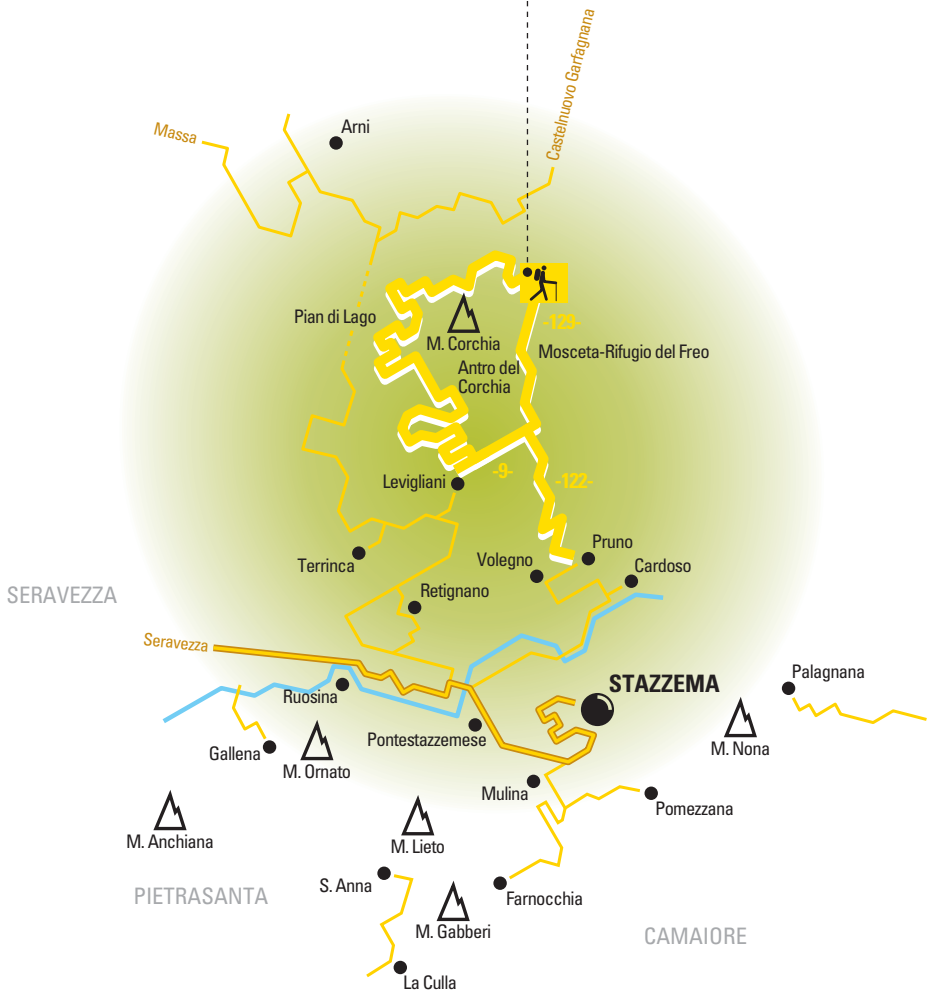 Castelnuovo Garfagnana
Massa
Arni
Pian di Lago
M. Corchia
-129-
Mosceta-Rifugio del Freo
Antro del
Corchia
-9-
-122-
Levigliani
Pruno
Volegno
Cardoso
Terrinca
Retignano
SERAVEZZA
Seravezza
Ruosina
STAZZEMA
Palagnana
Pontestazzemese
M. Nona
Gallena
M. Ornato
Mulina
Pomezzana
M. Anchiana
M. Lieto
S. Anna
PIETRASANTA
Farnocchia
M. Gabberi
CAMAIORE
La Culla